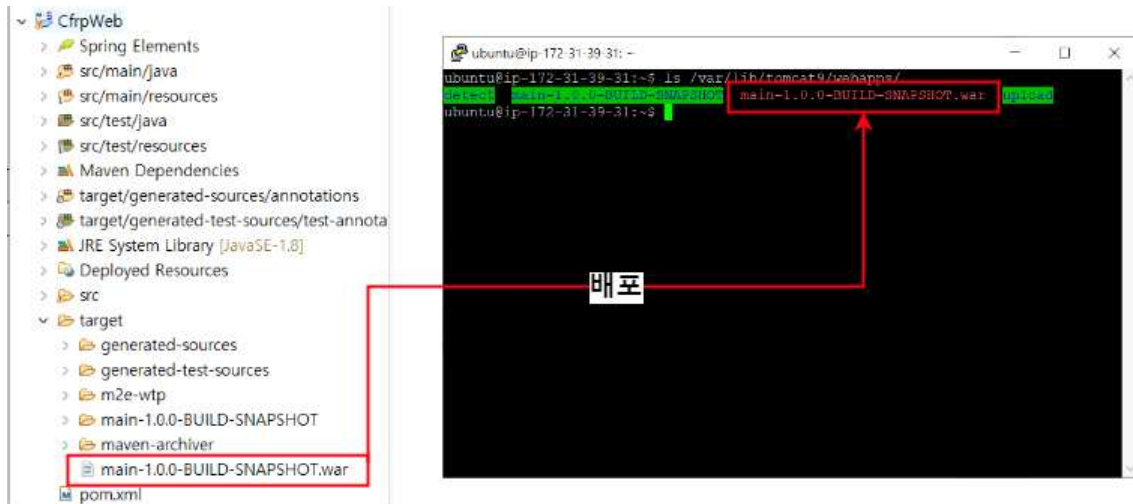 CfrpWeb
Spring Elements
src/main/java
src/main/resources
src/test/java
src/test/resources
Maven Dependencies
target/generated-sources/annotations
target/generated-test-sources/test-annota
JRE System Library [JavaSE-1.8]
Deployed Resources
src
target
generated-sources
generated-test-sources
m2e-wtp
main-1.0.0-BUILD-SNAPSHOT
maven-archiver
main-1.0.0-BUILD-SNAPSHOT.war
pom.xml
ubuntu@ip-172-31-39-31: ~
ubuntu@ip-172-31-39-31:~$ ls /var/lib/tomcat9/webapps/
detect main-1.0.0-BUILD-SNAPSHOT main-1.0.0-BUILD-SNAPSHOT.war upload
ubuntu@ip-172-31-39-31:~$
배포